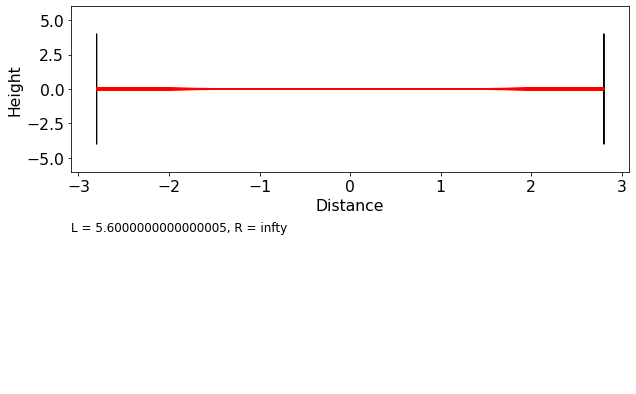 5.0
2.5
0.0
−2.5
−5.0
Height
−3 −2 −1 0 1 2 3
Distance
L = 5.6000000000000005, R = infty